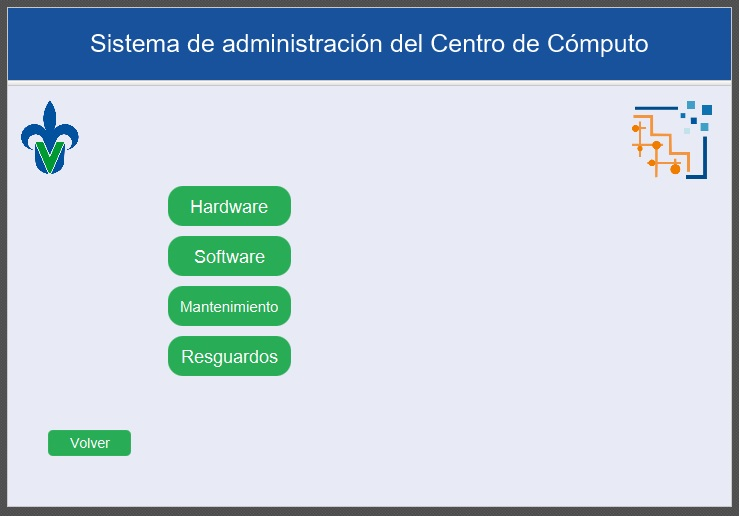 Sistema de administración del Centro de Cómputo
Hardware
Software
Mantenimiento
Resguardos
Volver